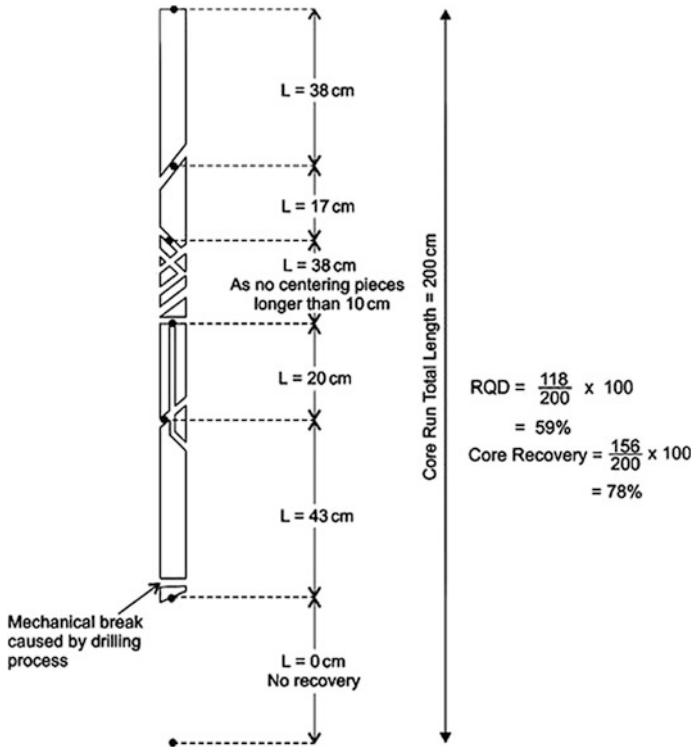 L = 38 cm
L = 17 cm
L = 38 cm
As no centering pieces
longer than 10 cm
L = 20 cm
L = 43 cm
Mechanical break
caused by drilling
process
L = 0 cm
No recovery
Core Run Total Length = 200 cm
RQD = 118/200 x 100
= 59%
Core Recovery = 156/200 x 100
= 78%